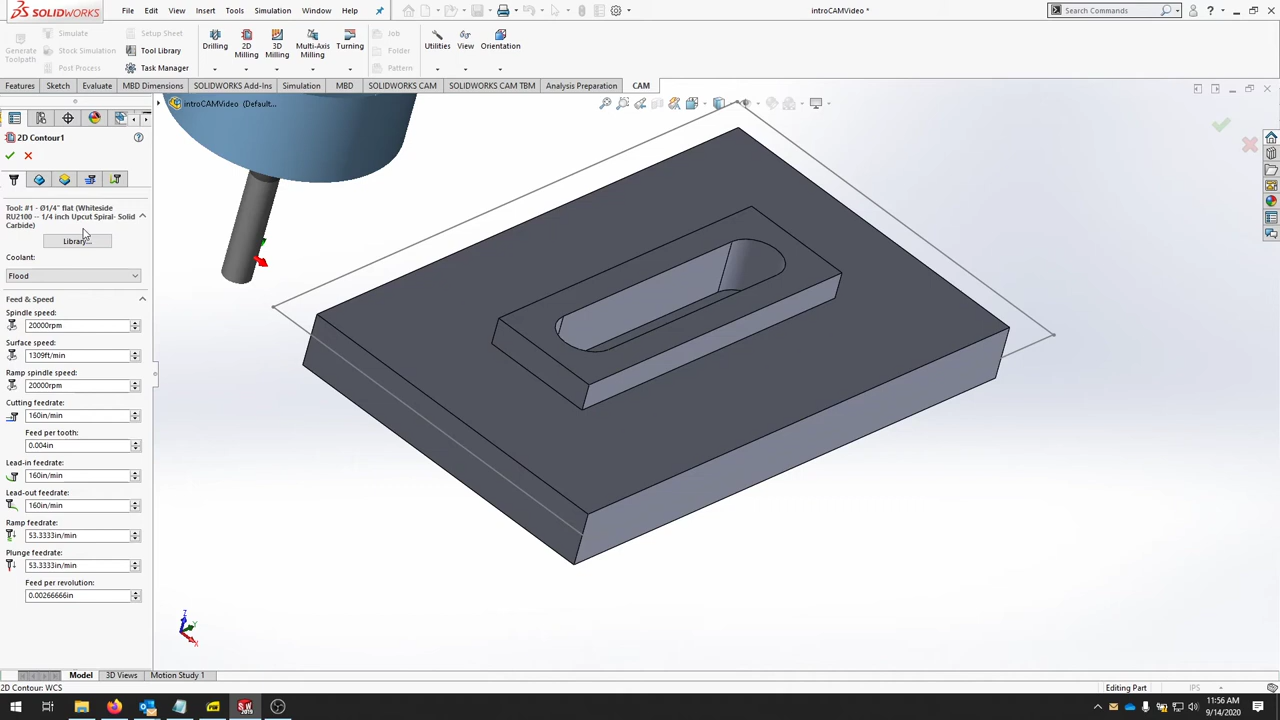 SOLIDWORKS
File Edit View Insert Tools Simulation Window Help
introCAMVideo *
Search Commands
Generate Toolpath
Simulate
Stock Simulation
Post Process
Setup Sheet
Tool Library
Task Manager
Drilling
2D Milling
3D Milling
Multi-Axis Milling
Turning
Job
Folder
Pattern
Utilities
View
Orientation
Features Sketch Evaluate MBD Dimensions SOLIDWORKS Add-Ins Simulation MBD SOLIDWORKS CAM SOLIDWORKS CAM TBM Analysis Preparation CAM
introCAMVideo (Default...
2D Contour1
Tool: #1 - Ø1/4" flat (Whiteside
RU2100 -- 1/4 inch Upcut Spiral- Solid
Carbide)
Library...
Coolant:
Flood
Feed & Speed
Spindle speed:
20000rpm
Surface speed:
1309ft/min
Ramp spindle speed:
20000rpm
Cutting feedrate:
160in/min
Feed per tooth:
0.004in
Lead-in feedrate:
160in/min
Lead-out feedrate:
160in/min
Ramp feedrate:
53.3333in/min
Plunge feedrate:
53.3333in/min
Feed per revolution:
0.00266666in
Z
Y
X
Model 3D Views Motion Study 1
2D Contour: WCS
Editing Part
IPS
SW
2019
11:56 AM
9/14/2020